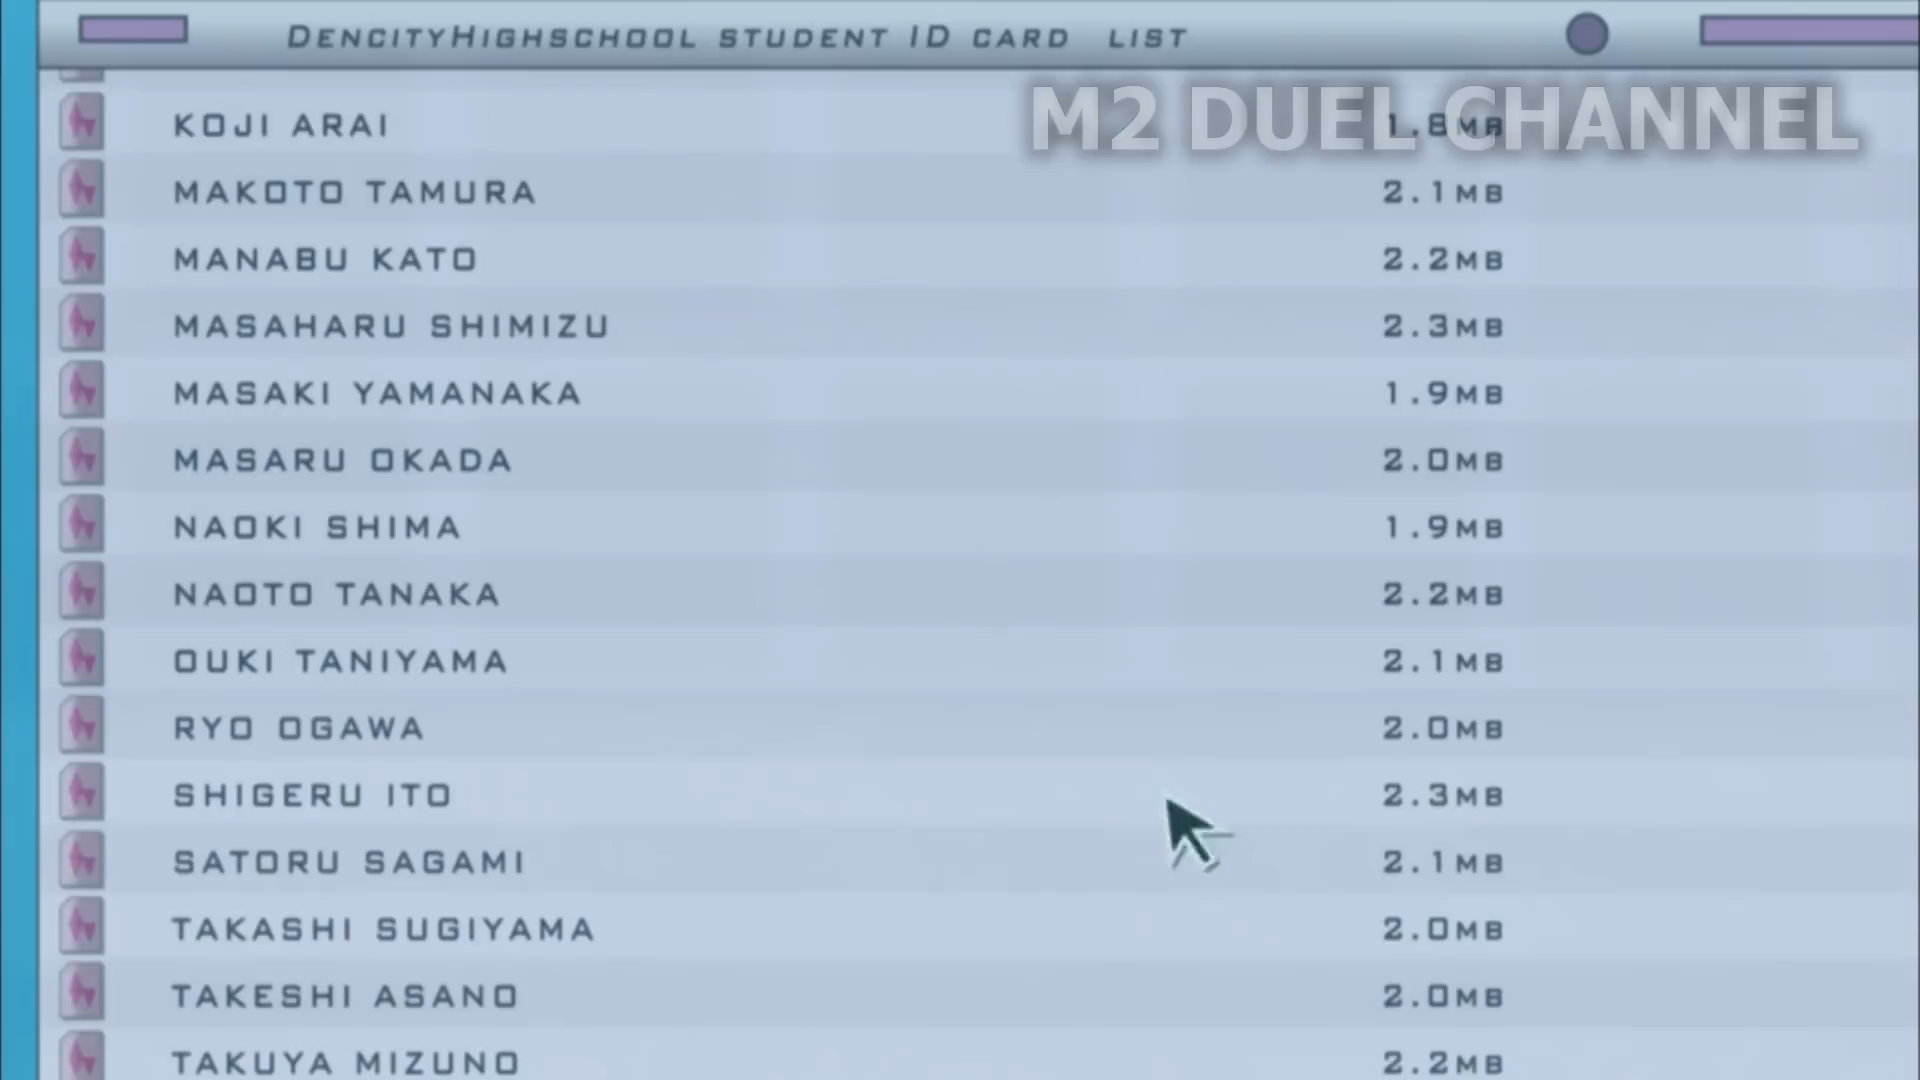 DencityHighschool student ID card list
M2 DUEL CHANNEL
KOJI ARAI 1.8MB
MAKOTO TAMURA 2.1MB
MANABU KATO 2.2MB
MASAHARU SHIMIZU 2.3MB
MASAKI YAMANAKA 1.9MB
MASARU OKADA 2.0MB
NAOKI SHIMA 1.9MB
NAOTO TANAKA 2.2MB
OUKI TANIYAMA 2.1MB
RYO OGAWA 2.0MB
SHIGERU ITO 2.3MB
SATORU SAGAMI 2.1MB
TAKASHI SUGIYAMA 2.0MB
TAKESHI ASANO 2.0MB
TAKUYA MIZUNO 2.2MB